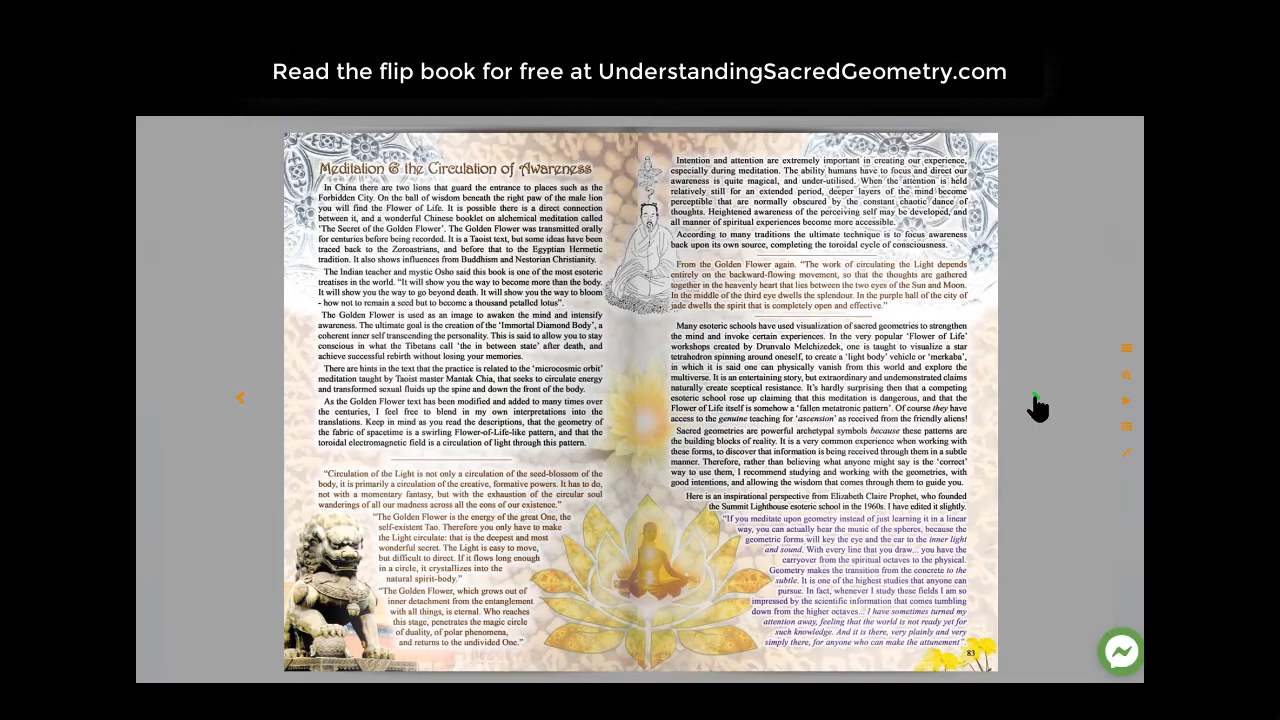 Read the flip book for free at UnderstandingSacredGeometry.com
Meditation & the Circulation of Awareness
In China there are two lions that guard the entrance to places such as the
Forbidden City. On the ball of wisdom beneath the right paw of the male lion
you will find the Flower of Life. It is possible there is a direct connection
between it, and a wonderful Chinese booklet on alchemical meditation called
'The Secret of the Golden Flower'. The Golden Flower was transmitted orally
for centuries before being recorded. It is a Taoist text, but some ideas have been
traced back to the Zoroastrians, and before that to the Egyptian Hermetic
tradition. It also shows influences from Buddhism and Nestorian Christianity.
The Indian teacher and mystic Osho said this book is one of the most esoteric
treatises in the world. "It will show you the way to become more than the body.
It will show you the way to go beyond death. It will show you the way to bloom
- how not to remain a seed but to become a thousand petalled lotus".
The Golden Flower is used as an image to awaken the mind and intensify
awareness. The ultimate goal is the creation of the 'Immortal Diamond Body', a
coherent inner self transcending the personality. This is said to allow you to stay
conscious in what the Tibetans call 'the in between state' after death, and
achieve successful rebirth without losing your memories.
There are hints in the text that the practice is related to the 'microcosmic orbit'
meditation taught by Taoist master Mantak Chia, that seeks to circulate energy
and transformed sexual fluids up the spine and down the front of the body.
As the Golden Flower text has been modified and added to many times over
the centuries, I feel free to blend in my own interpretations into the
translations. Keep in mind as you read the descriptions, that the geometry of
the fabric of spacetime is a swirling Flower-of-Life-like pattern, and that the
toroidal electromagnetic field is a circulation of light through this pattern.
"Circulation of the Light is not only a circulation of the seed-blossom of the
body, it is primarily a circulation of the creative, formative powers. It has to do,
not with a momentary fantasy, but with the exhaustion of the circular soul
wanderings of all our madness across all the eons of our existence."
"The Golden Flower is the energy of the great One, the
self-existent Tao. Therefore you only have to make
the Light circulate: that is the deepest and most
wonderful secret. The Light is easy to move,
but difficult to direct. If it flows long enough
in a circle, it crystallizes into the
natural spirit-body."
"The Golden Flower, which grows out of
inner detachment from the entanglement
with all things, is eternal. Who reaches
this stage, penetrates the magic circle
of duality, of polar phenomena,
and returns to the undivided One."
Intention and attention are extremely important in creating our experience,
especially during meditation. The ability humans have to focus and direct our
awareness is quite magical, and under-utilised. When the attention is held
relatively still for an extended period, deeper layers of the mind become
perceptible that are normally obscured by the constant chaotic dance of
thoughts. Heightened awareness of the perceiving self may be developed, and
all manner of spiritual experiences become more accessible.
According to many traditions the ultimate technique is to focus awareness
back upon its own source, completing the toroidal cycle of consciousness.
From the Golden Flower again. "The work of circulating the Light depends
entirely on the backward-flowing movement, so that the thoughts are gathered
together in the heavenly heart that lies between the two eyes of the Sun and Moon.
In the middle of the third eye dwells the splendour. In the purple hall of the city of
jade dwells the spirit that is completely open and effective."
Many esoteric schools have used visualization of sacred geometries to strengthen
the mind and invoke certain experiences. In the very popular 'Flower of Life'
workshops created by Drunvalo Melchizedek, one is taught to visualize a star
tetrahedron spinning around oneself, to create a 'light body' vehicle or 'merkaba',
in which it is said one can physically vanish from this world and explore the
multiverse. It is an entertaining story, but extraordinary and undemonstrated claims
naturally create sceptical resistance. It's hardly surprising then that a competing
esoteric school rose up claiming that this meditation is dangerous, and that the
Flower of Life itself is somehow a 'fallen metatronic pattern'. Of course they have
access to the genuine teaching for 'ascension' as received from the friendly aliens!
Sacred geometries are powerful archetypal symbols because these patterns are
the building blocks of reality. It is a very common experience when working with
these forms, to discover that information is being received through them in a subtle
manner. Therefore, rather than believing what anyone might say is the 'correct'
way to use them, I recommend studying and working with the geometries, with
good intentions, and allowing the wisdom that comes through them to guide you.
Here is an inspirational perspective from Elizabeth Claire Prophet, who founded
the Summit Lighthouse esoteric school in the 1960s. I have edited it slightly.
"If you meditate upon geometry instead of just learning it in a linear
way, you can actually hear the music of the spheres, because the
geometric forms will key the eye and the ear to the inner light
and sound. With every line that you draw... you have the
carryover from the spiritual octaves to the physical.
Geometry makes the transition from the concrete to the
subtle. It is one of the highest studies that anyone can
pursue. In fact, whenever I study these fields I am so
impressed by the scientific information that comes tumbling
down from the higher octaves... I have sometimes turned my
attention away, feeling that the world is not ready yet for
such knowledge. And it is there, very plainly and very
simply there, for anyone who can make the attunement".
83